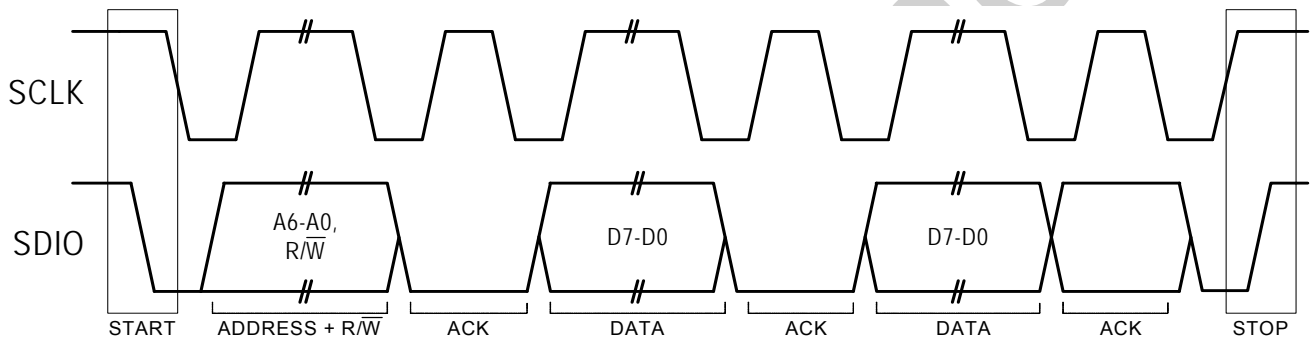 SCLK
SDIO
A6-A0,
R/W̅
D7-D0
D7-D0
START
ADDRESS + R/W̅
ACK
DATA
ACK
DATA
ACK
STOP